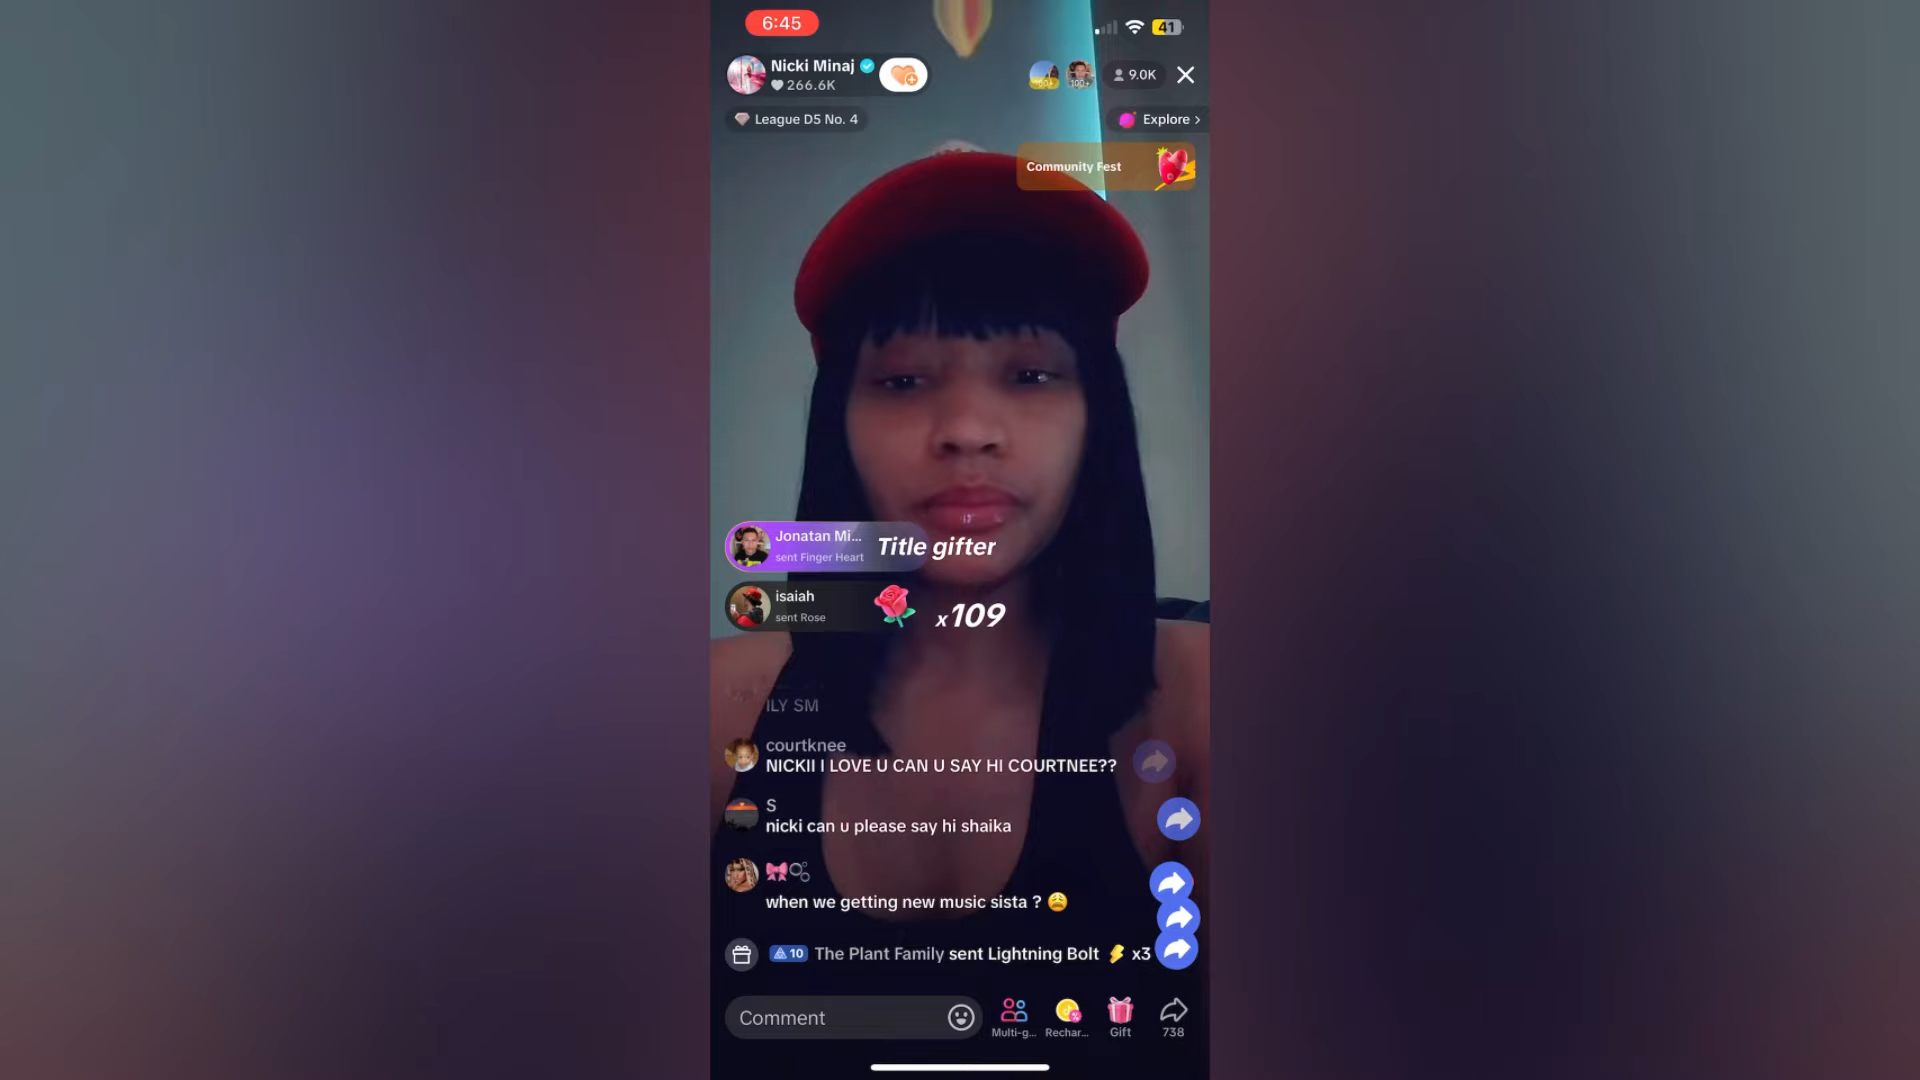 6:45
41
Nicki Minaj
266.6K
100+
9.0K
League D5 No. 4
Explore >
Community Fest
Jonatan Mi...
sent Finger Heart
Title gifter
isaiah
sent Rose
x109
ILY SM
courtknee
NICKII I LOVE U CAN U SAY HI COURTNEE??
S
nicki can u please say hi shaika
when we getting new music sista ? 😩
10 The Plant Family sent Lightning Bolt ⚡ x3
Comment
Multi-g...
Rechar...
Gift
738